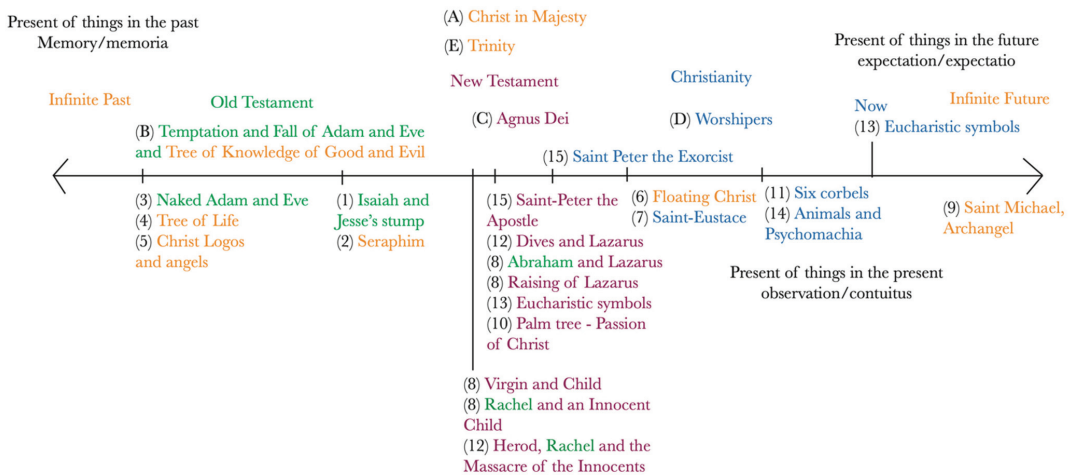 Present of things in the past
Memory/memoria
(A) Christ in Majesty
(E) Trinity
Present of things in the future
expectation/expectatio
New Testament
Christianity
Infinite Past
Old Testament
Now
Infinite Future
(B) Temptation and Fall of Adam and Eve
and Tree of Knowledge of Good and Evil
(C) Agnus Dei
(D) Worshipers
(13) Eucharistic symbols
(15) Saint Peter the Exorcist
(3) Naked Adam and Eve
(4) Tree of Life
(5) Christ Logos
and angels
(1) Isaiah and
Jesse's stump
(2) Seraphim
(15) Saint-Peter the
Apostle
(12) Dives and Lazarus
(8) Abraham and Lazarus
(8) Raising of Lazarus
(13) Eucharistic symbols
(10) Palm tree - Passion
of Christ
(6) Floating Christ
(7) Saint-Eustace
(11) Six corbels
(14) Animals and
Psychomachia
(9) Saint Michael,
Archangel
Present of things in the present
observation/contuitus
(8) Virgin and Child
(8) Rachel and an Innocent
Child
(12) Herod, Rachel and the
Massacre of the Innocents